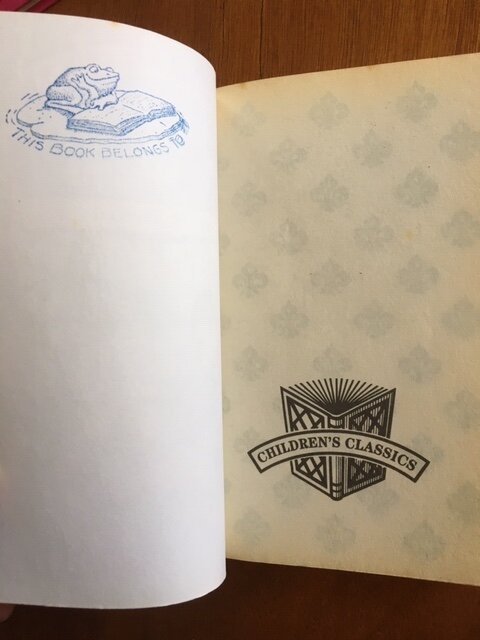 THIS BOOK BELONGS TO
CHILDREN'S CLASSICS